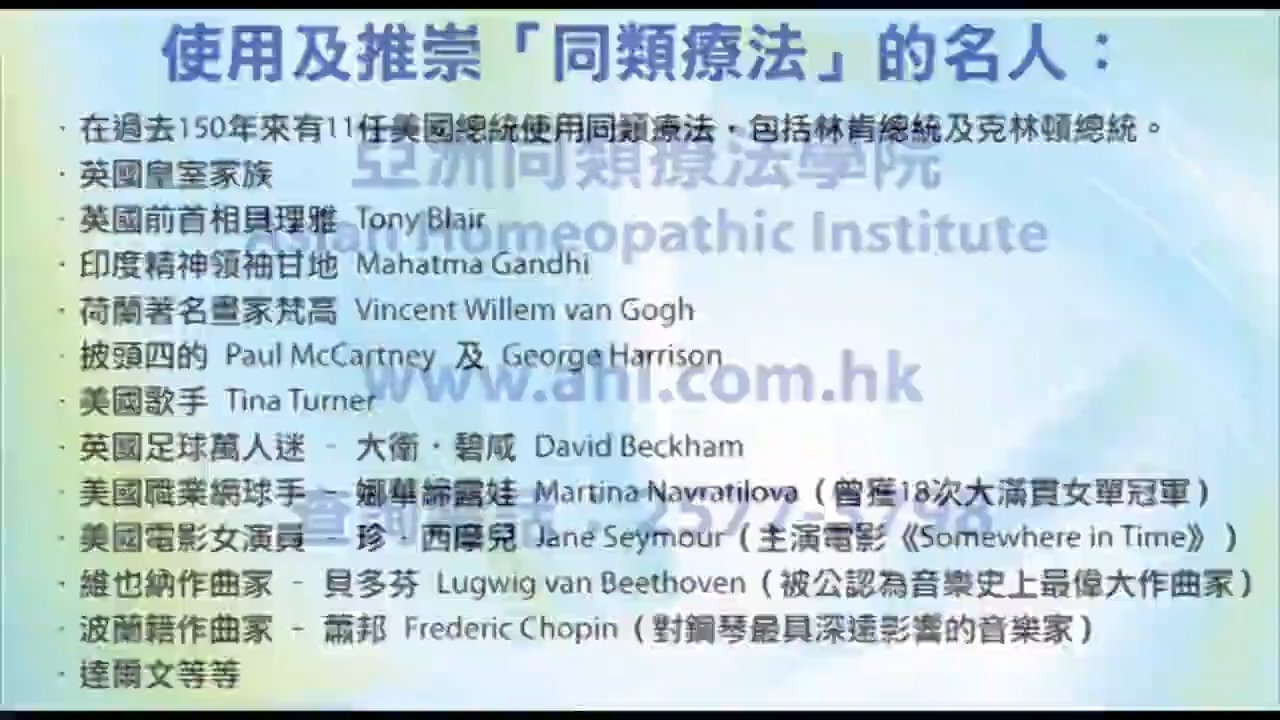 使用及推崇「同類療法」的名人：
· 在過去150年來有11任美國總統使用同類療法，包括林肯總統及克林頓總統。
亞洲同類療法學院
· 英國皇室家族
· 英國前首相貝理雅 Tony Blair
Asian Homeopathic Institute
· 印度精神領袖甘地 Mahatma Gandhi
· 荷蘭著名畫家梵高 Vincent Willem van Gogh
· 披頭四的 Paul McCartney 及 George Harrison
www.ahi.com.hk
· 美國歌手 Tina Turner
· 英國足球萬人迷 - 大衛·碧咸 David Beckham
· 美國職業網球手 - 娜華締露娃 Martina Navratilova（曾獲18次大滿貫女單冠軍）
· 美國電影女演員 - 珍·西摩兒 Jane Seymour（主演電影《Somewhere in Time》）
· 維也納作曲家 - 貝多芬 Lugwig van Beethoven（被公認為音樂史上最偉大作曲家）
· 波蘭籍作曲家 - 蕭邦 Frederic Chopin（對鋼琴最具深遠影響的音樂家）
· 達爾文等等